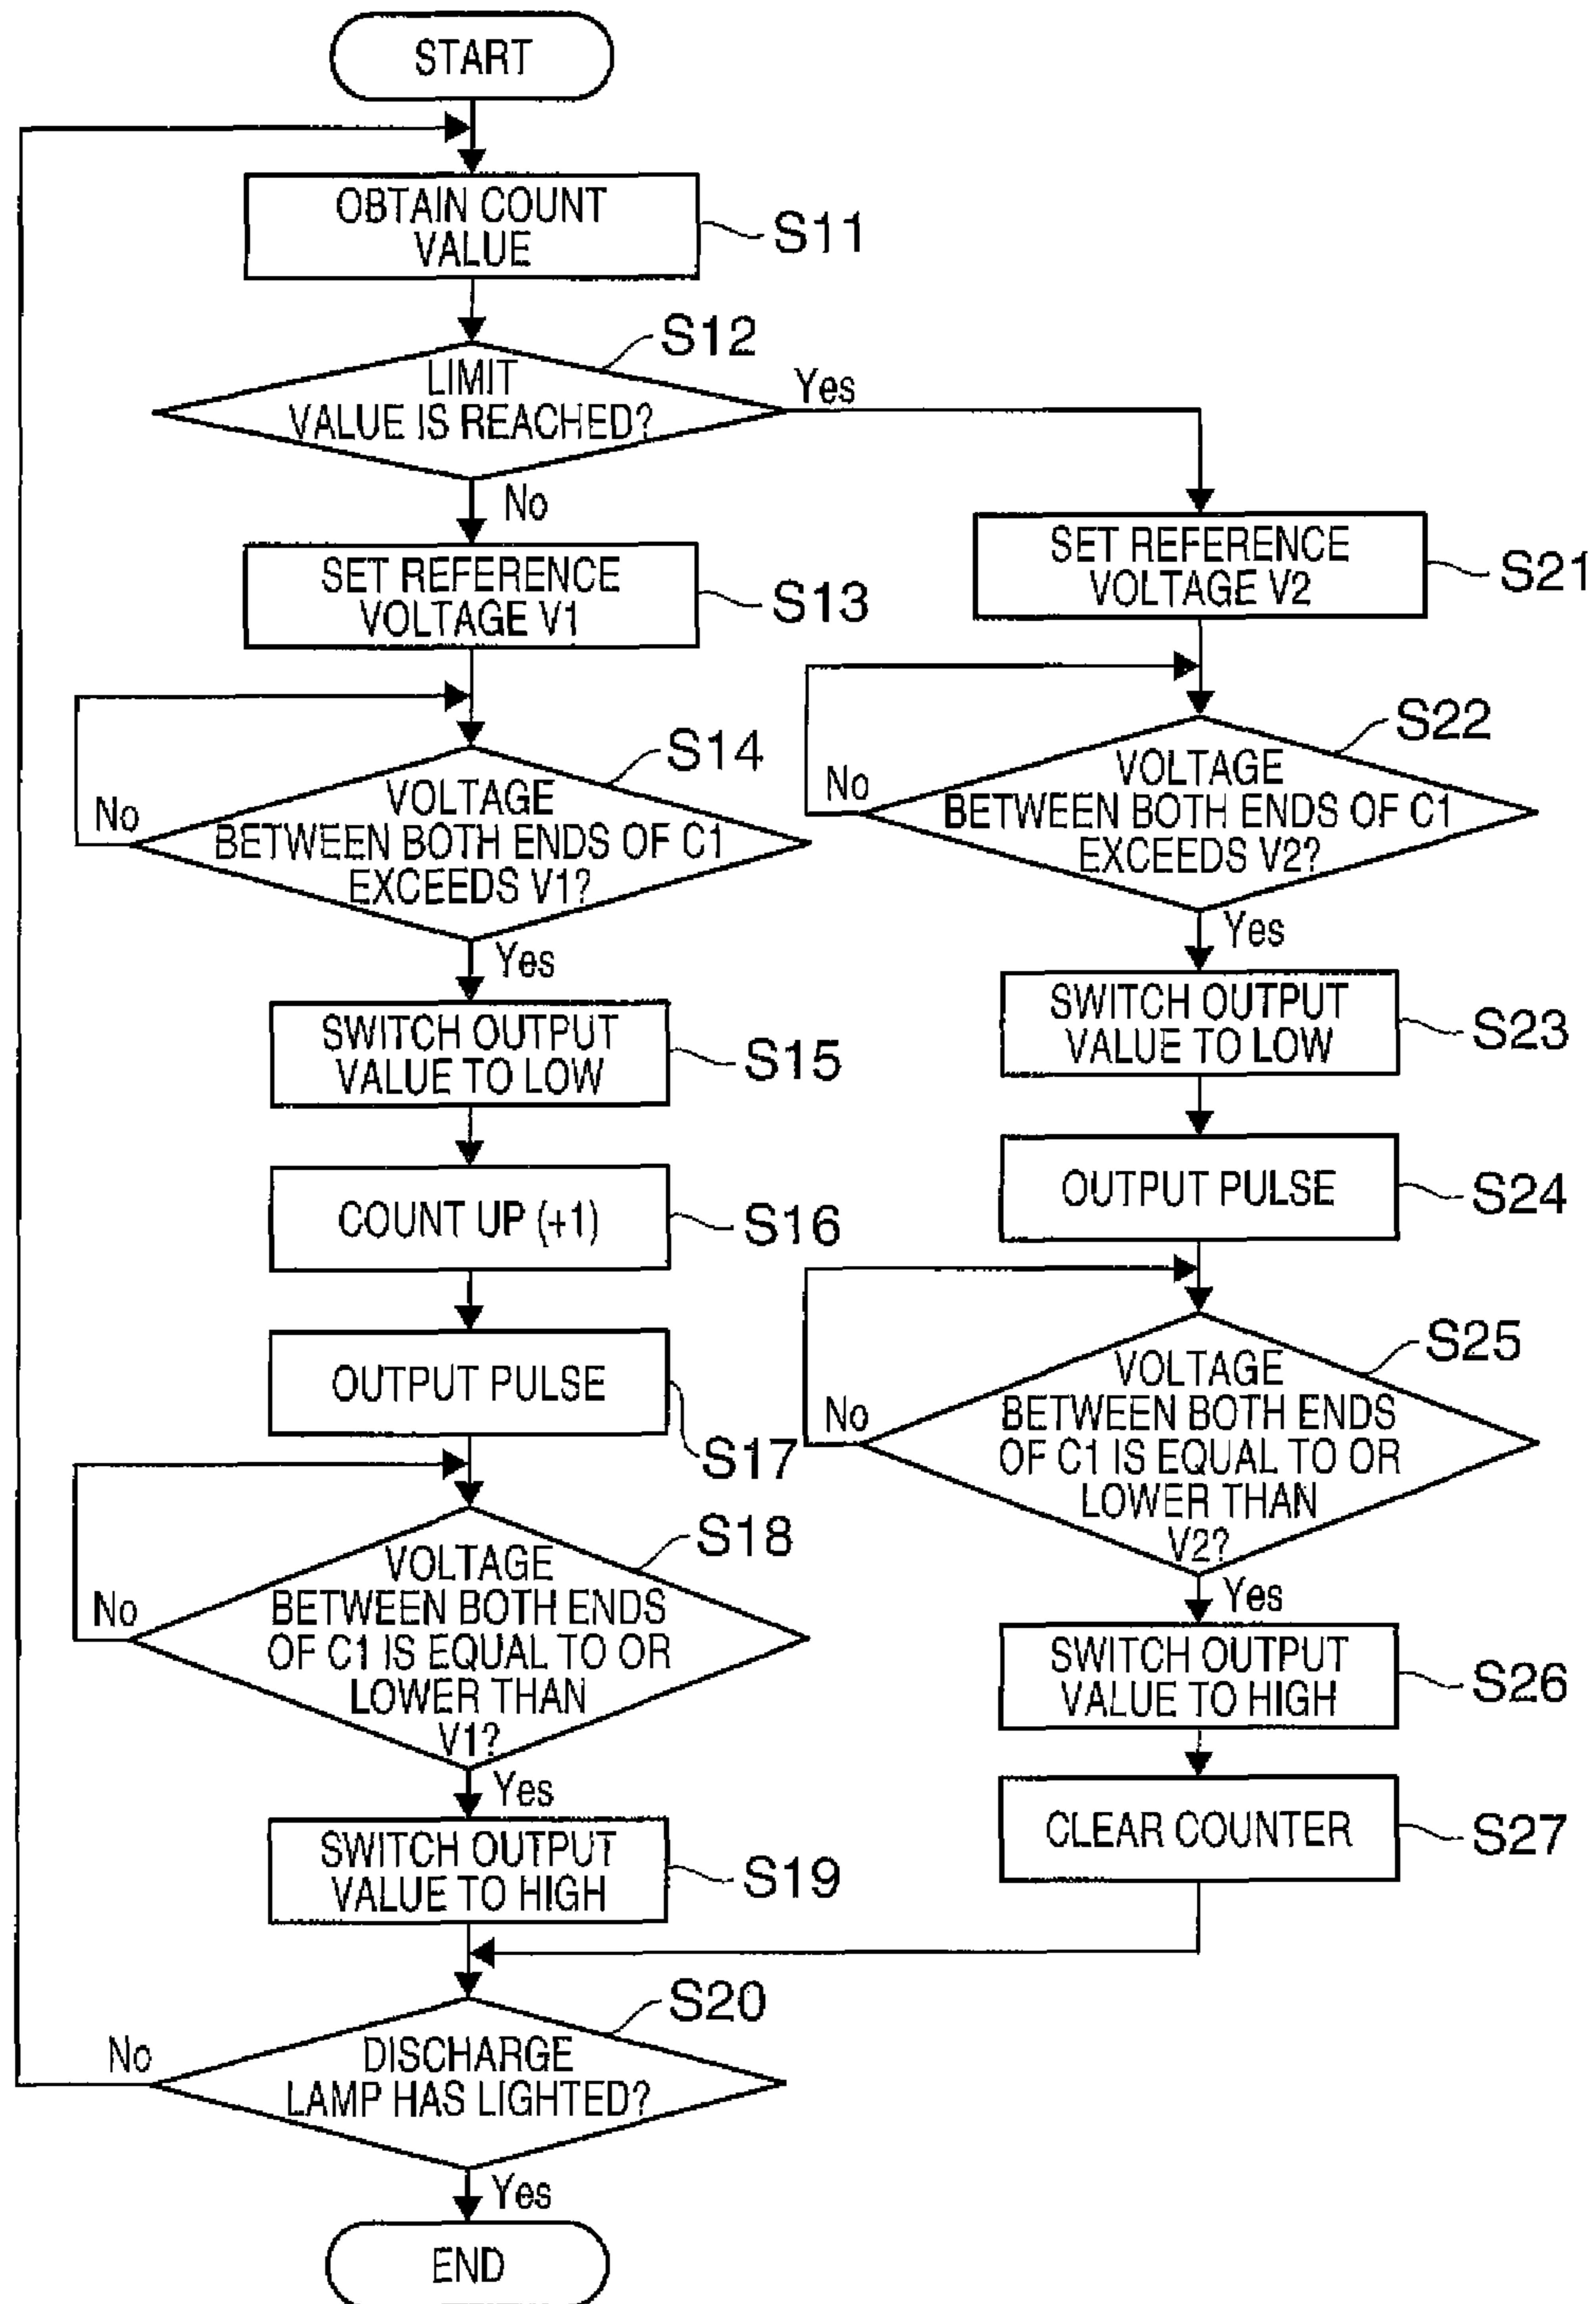 START
OBTAIN COUNT
VALUE
S11
S12
LIMIT
VALUE IS REACHED?
Yes
No
SET REFERENCE
VOLTAGE V1
S13
S14
VOLTAGE
BETWEEN BOTH ENDS OF C1
EXCEEDS V1?
No
Yes
SWITCH OUTPUT
VALUE TO LOW
S15
COUNT UP (+1)
S16
OUTPUT PULSE
S17
S18
VOLTAGE
BETWEEN BOTH ENDS
OF C1 IS EQUAL TO OR
LOWER THAN
V1?
No
Yes
SWITCH OUTPUT
VALUE TO HIGH
S19
SET REFERENCE
VOLTAGE V2
S21
S22
VOLTAGE
BETWEEN BOTH ENDS OF C1
EXCEEDS V2?
No
Yes
SWITCH OUTPUT
VALUE TO LOW
S23
OUTPUT PULSE
S24
S25
VOLTAGE
BETWEEN BOTH ENDS
OF C1 IS EQUAL TO OR
LOWER THAN
V2?
No
Yes
SWITCH OUTPUT
VALUE TO HIGH
S26
CLEAR COUNTER
S27
S20
DISCHARGE
LAMP HAS LIGHTED?
No
Yes
END